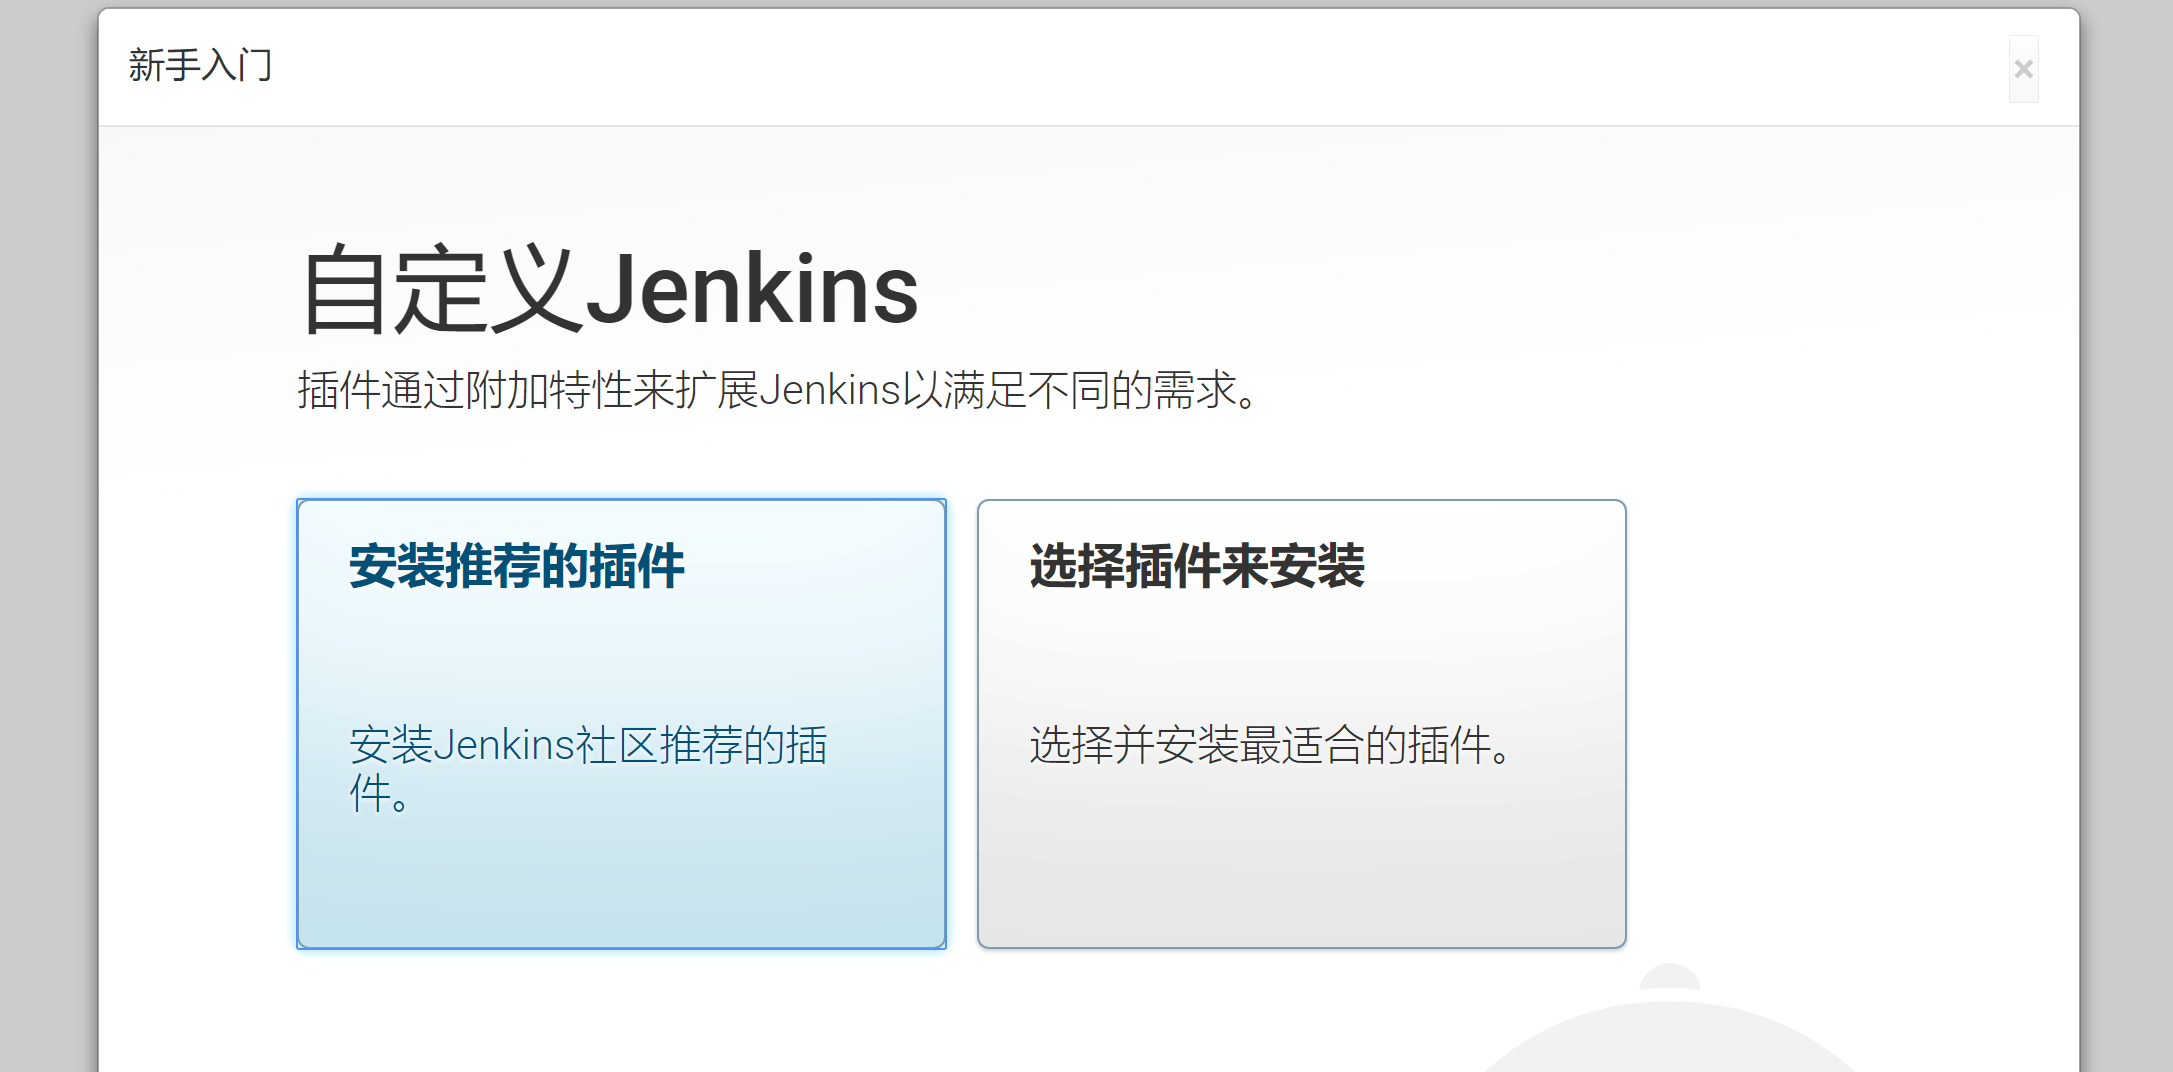 新手入门
×
自定义Jenkins
插件通过附加特性来扩展Jenkins以满足不同的需求。
安装推荐的插件
安装Jenkins社区推荐的插
件。
选择插件来安装
选择并安装最适合的插件。